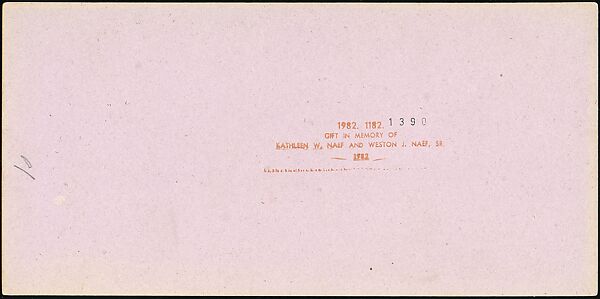 1982. 1182. 1390
GIFT IN MEMORY OF
KATHLEEN W. NAEF AND WESTON J. NAEF, SR.
— 1982 —